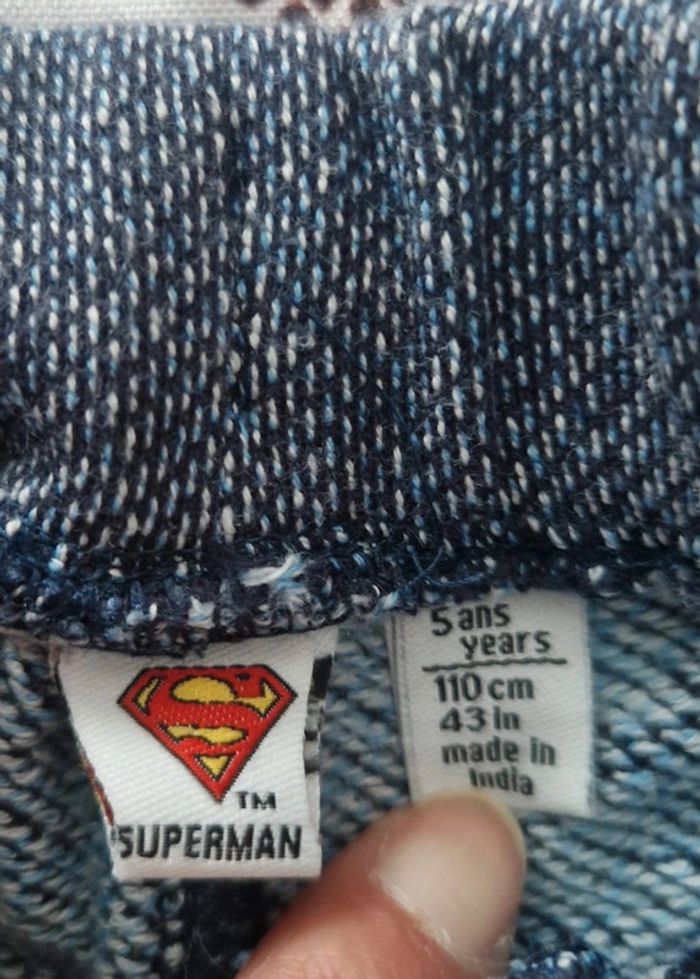 TM
SUPERMAN
5 ans
years
110 cm
43 in
made in
India